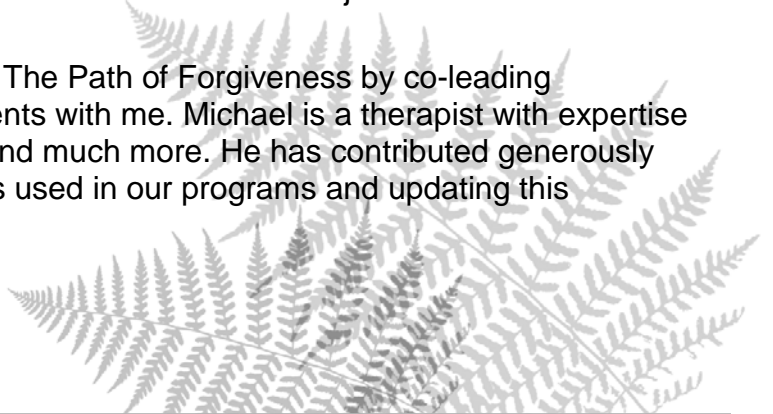 The Path of Forgiveness by co-leading
ents with me. Michael is a therapist with expertise
nd much more. He has contributed generously
s used in our programs and updating this